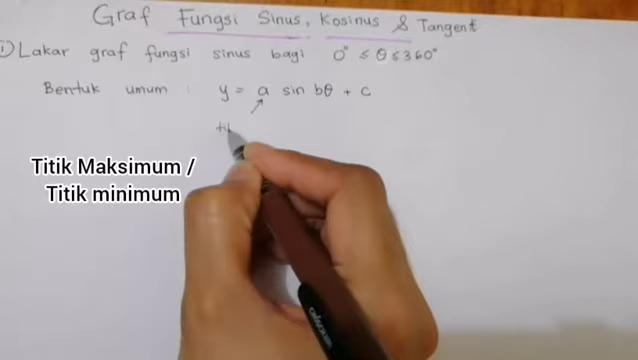 Graf Fungsi Sinus, Kosinus & Tangent
① Lakar graf fungsi sinus bagi 0° ≤ θ ≤ 360°
Bentuk umum : y = a sin bθ + c
tit
Titik Maksimum /
Titik minimum